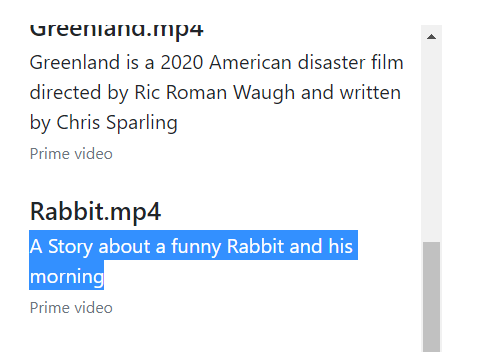 Greenland.mp4
Greenland is a 2020 American disaster film
directed by Ric Roman Waugh and written
by Chris Sparling
Prime video
Rabbit.mp4
A Story about a funny Rabbit and his
morning
Prime video